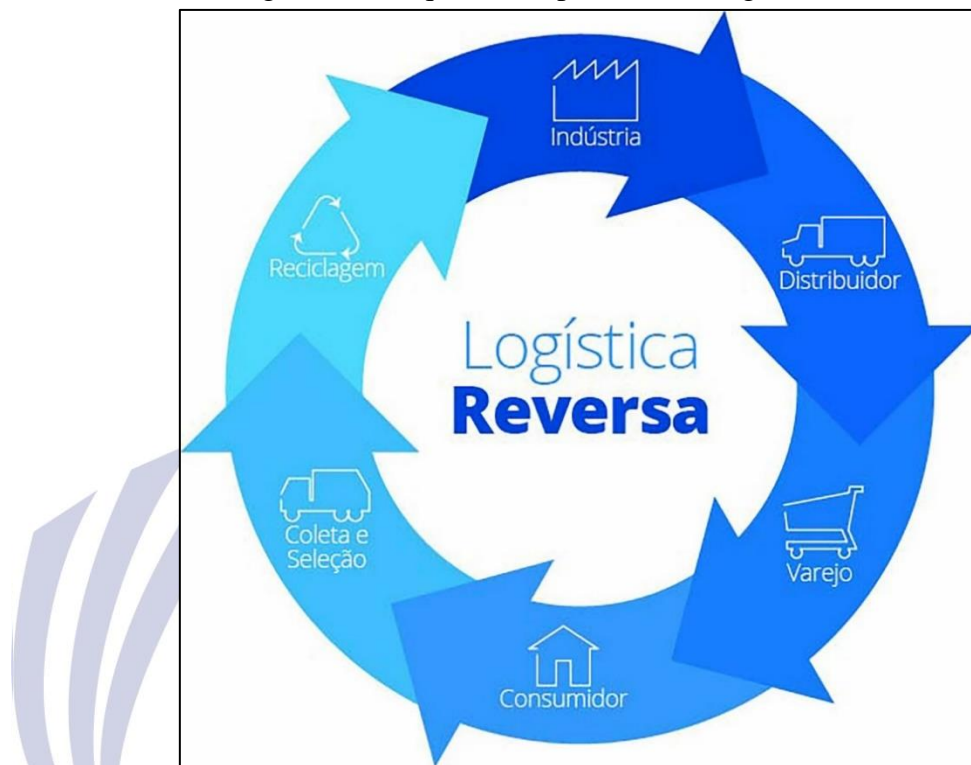 Indústria
Distribuidor
Varejo
Consumidor
Coleta e
Seleção
Reciclagem
Logística
Reversa